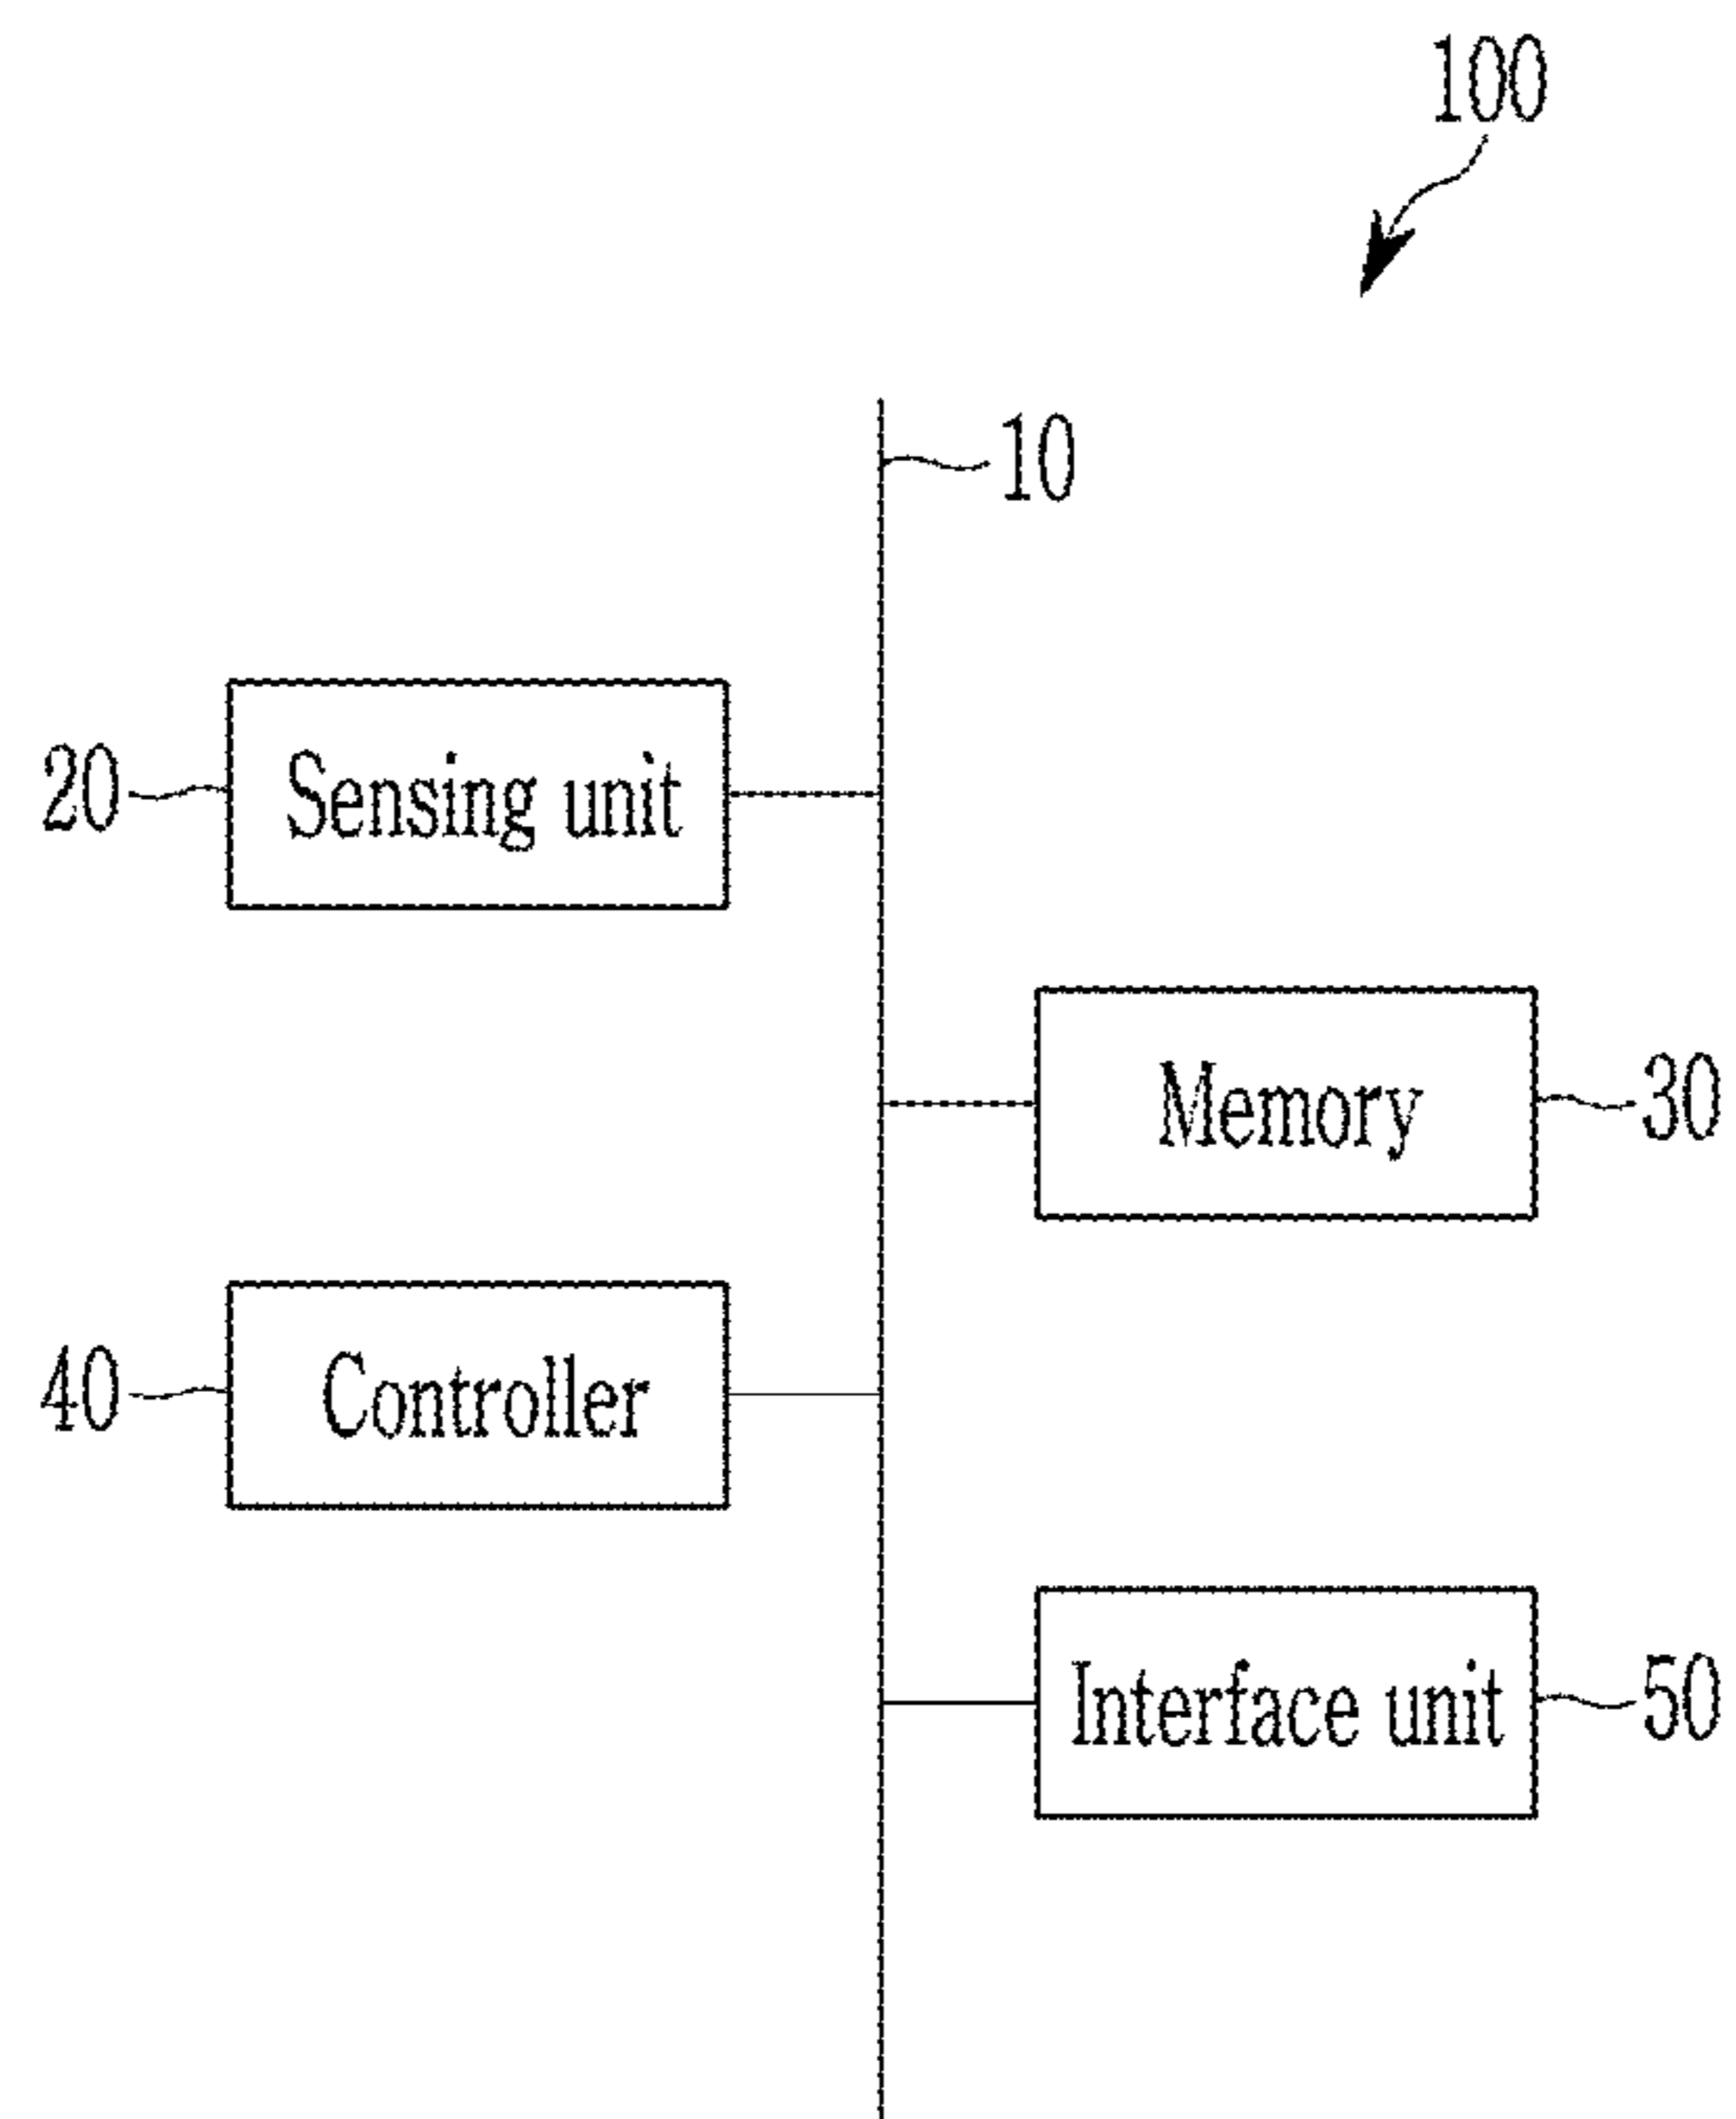 100
10
20 Sensing unit
Memory 30
40 Controller
Interface unit 50